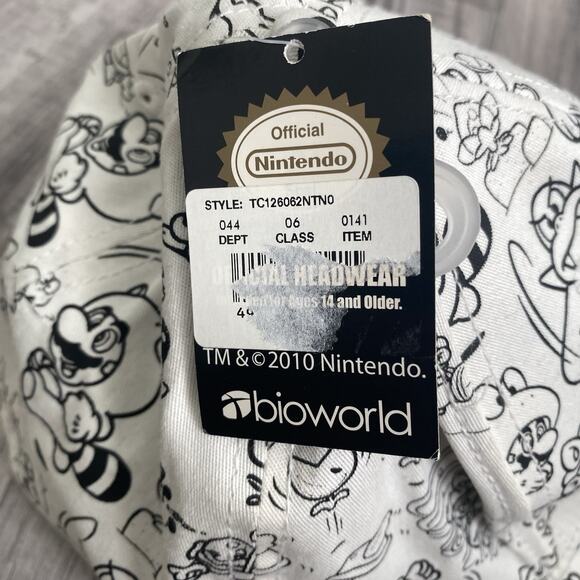 Official
Nintendo
STYLE: TC126062NTN0
044 06 0141
DEPT CLASS ITEM
OFFICIAL HEADWEAR
for Ages 14 and Older.
TM & © 2010 Nintendo.
bioworld